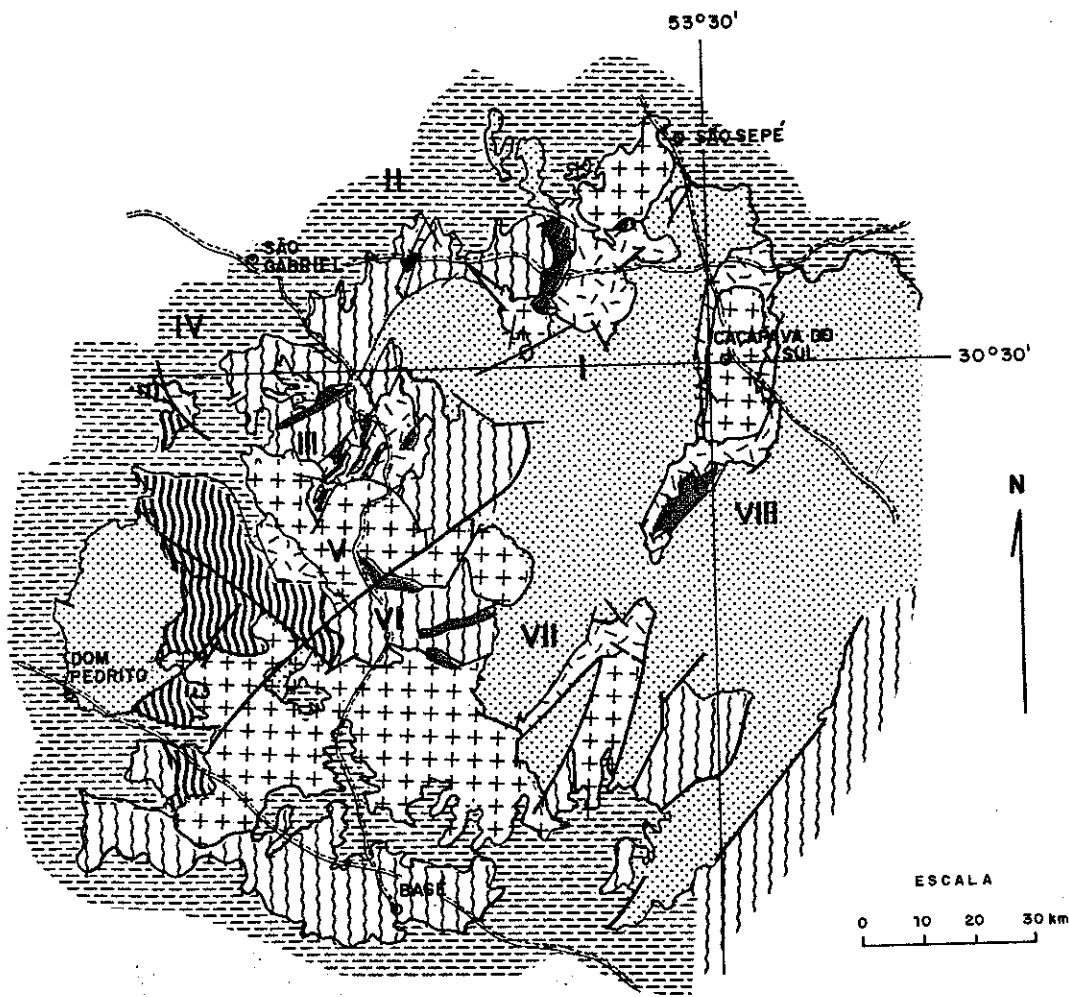 53°30'
SÃO SEPÉ
II
SÃO
GABRIEL
IV
I
CAÇAPAVA DO
SUL
30°30'
III
N
VIII
V
VI
VII
DOM
PEDRITO
BAGÉ
ESCALA
0 10 20 30 km